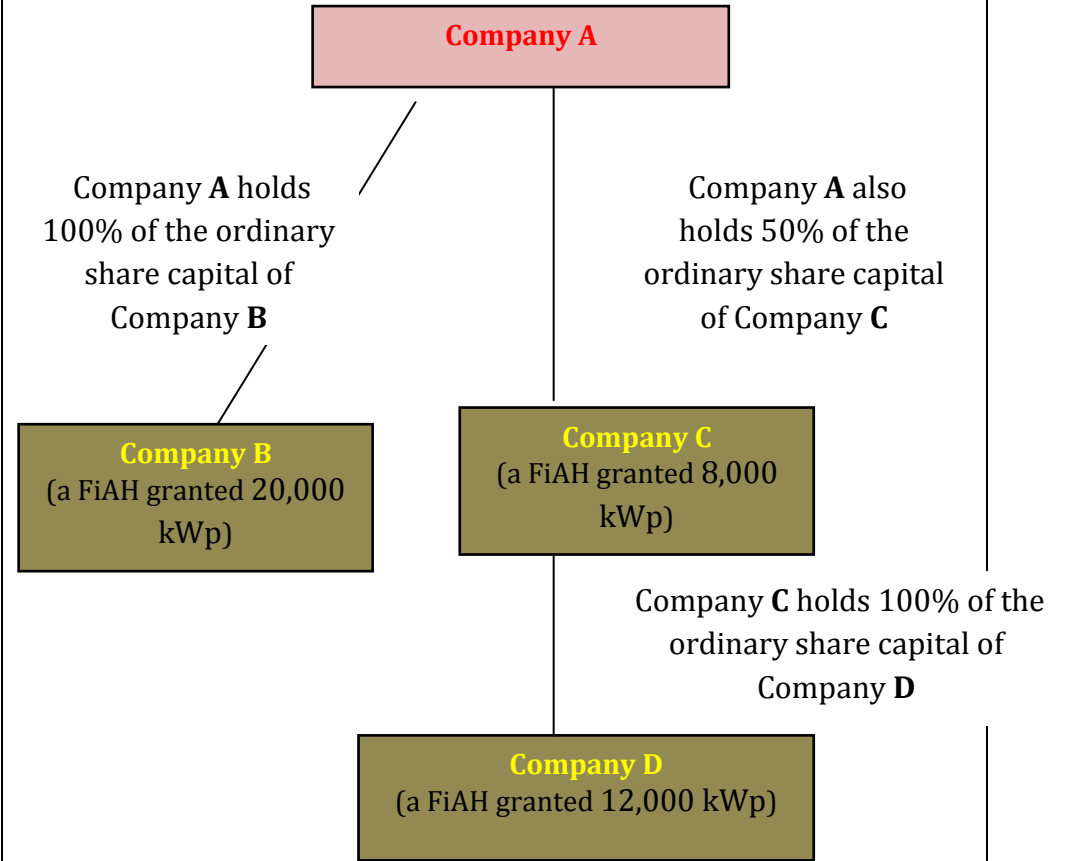 Company A
Company A holds
100% of the ordinary
share capital of
Company B
Company A also
holds 50% of the
ordinary share capital
of Company C
Company B
(a FiAH granted 20,000
kWp)
Company C
(a FiAH granted 8,000
kWp)
Company C holds 100% of the
ordinary share capital of
Company D
Company D
(a FiAH granted 12,000 kWp)